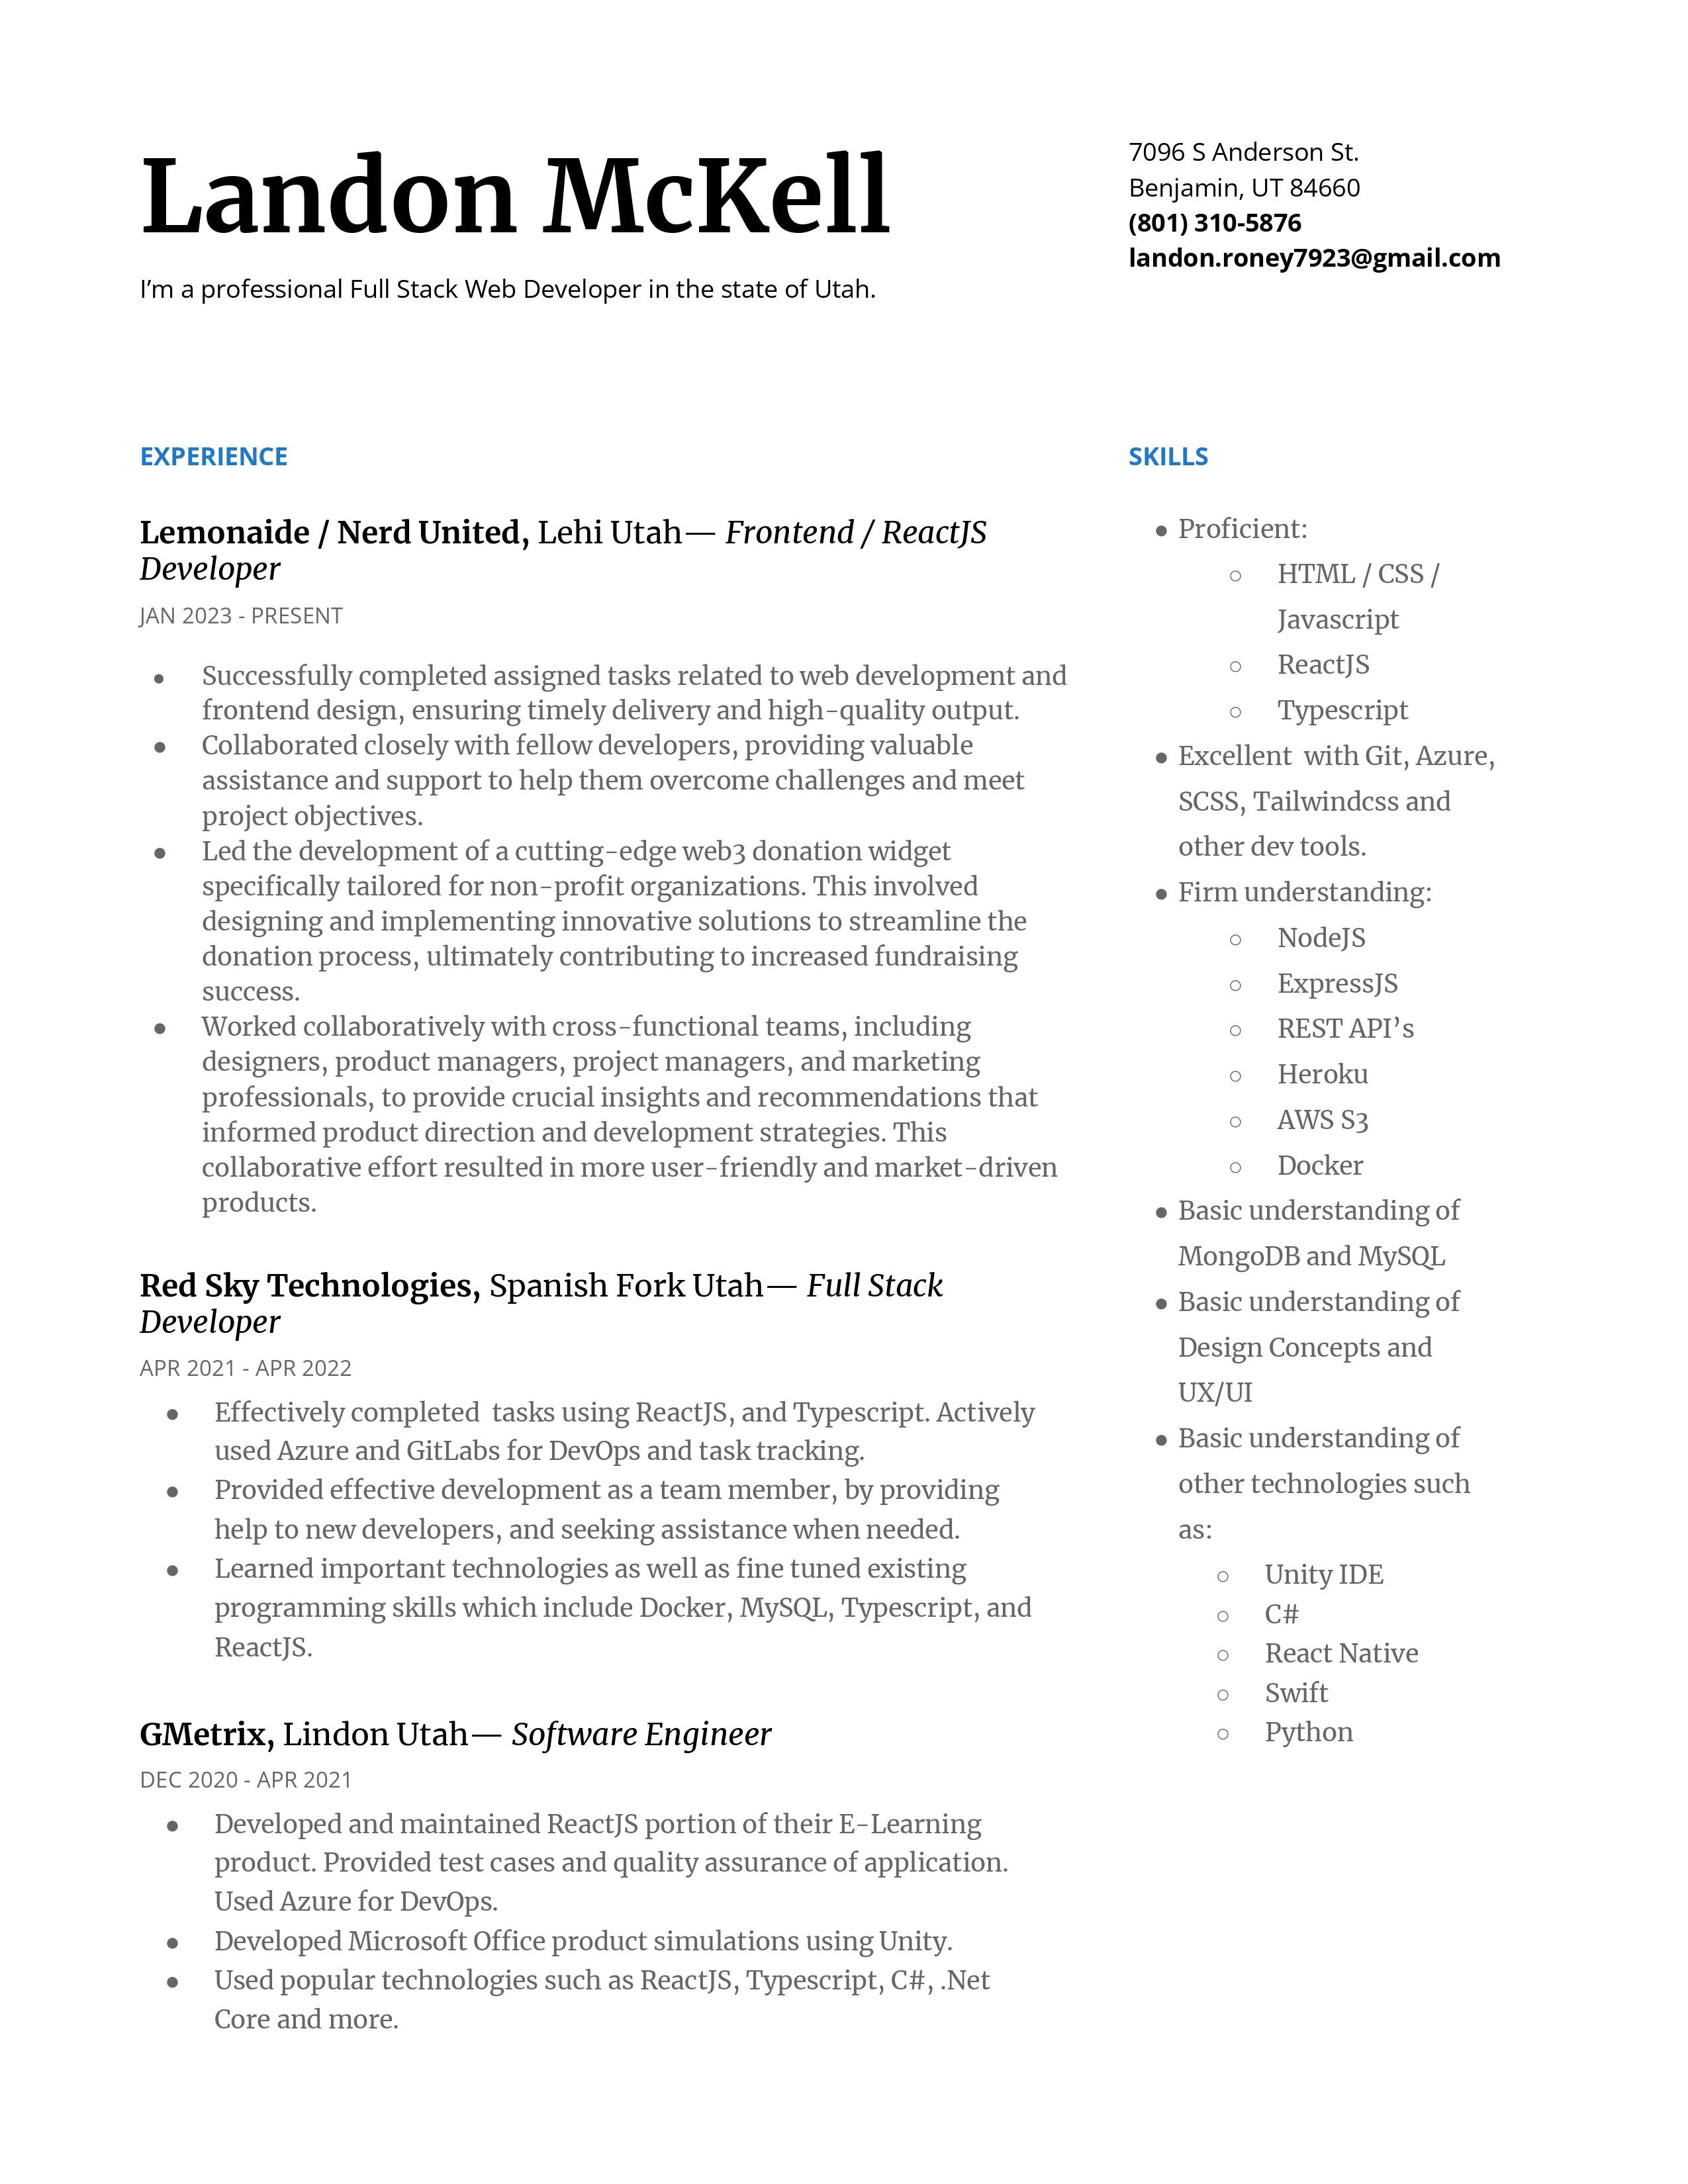 Landon McKell
I’m a professional Full Stack Web Developer in the state of Utah.
7096 S Anderson St.
Benjamin, UT 84660
(801) 310-5876
landon.roney7923@gmail.com
EXPERIENCE
Lemonaide / Nerd United, Lehi Utah— Frontend / ReactJS
Developer
JAN 2023 - PRESENT
● Successfully completed assigned tasks related to web development and
frontend design, ensuring timely delivery and high-quality output.
● Collaborated closely with fellow developers, providing valuable
assistance and support to help them overcome challenges and meet
project objectives.
● Led the development of a cutting-edge web3 donation widget
specifically tailored for non-profit organizations. This involved
designing and implementing innovative solutions to streamline the
donation process, ultimately contributing to increased fundraising
success.
● Worked collaboratively with cross-functional teams, including
designers, product managers, project managers, and marketing
professionals, to provide crucial insights and recommendations that
informed product direction and development strategies. This
collaborative effort resulted in more user-friendly and market-driven
products.
Red Sky Technologies, Spanish Fork Utah— Full Stack
Developer
APR 2021 - APR 2022
● Effectively completed  tasks using ReactJS, and Typescript. Actively
used Azure and GitLabs for DevOps and task tracking.
● Provided effective development as a team member, by providing
help to new developers, and seeking assistance when needed.
● Learned important technologies as well as fine tuned existing
programming skills which include Docker, MySQL, Typescript, and
ReactJS.
GMetrix, Lindon Utah— Software Engineer
DEC 2020 - APR 2021
● Developed and maintained ReactJS portion of their E-Learning
product. Provided test cases and quality assurance of application.
Used Azure for DevOps.
● Developed Microsoft Office product simulations using Unity.
● Used popular technologies such as ReactJS, Typescript, C#, .Net
Core and more.
SKILLS
● Proficient:
○ HTML / CSS /
Javascript
○ ReactJS
○ Typescript
● Excellent  with Git, Azure,
SCSS, Tailwindcss and
other dev tools.
● Firm understanding:
○ NodeJS
○ ExpressJS
○ REST API’s
○ Heroku
○ AWS S3
○ Docker
● Basic understanding of
MongoDB and MySQL
● Basic understanding of
Design Concepts and
UX/UI
● Basic understanding of
other technologies such
as:
○ Unity IDE
○ C#
○ React Native
○ Swift
○ Python